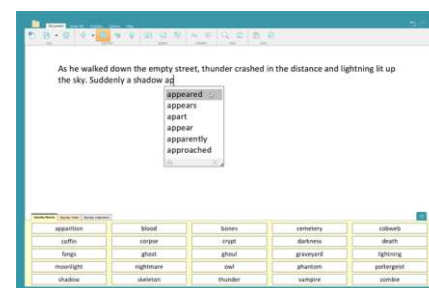 As he walked down the empty street, thunder crashed in the distance and lightning lit up
the sky. Suddenly a shadow ap
appeared
appears
apart
appear
apparently
approached
apparition blood bones cemetery cobweb
coffin corpse crypt darkness death
fangs ghost ghoul graveyard lightning
moonlight nightmare owl phantom poltergeist
shadow skeleton thunder vampire zombie